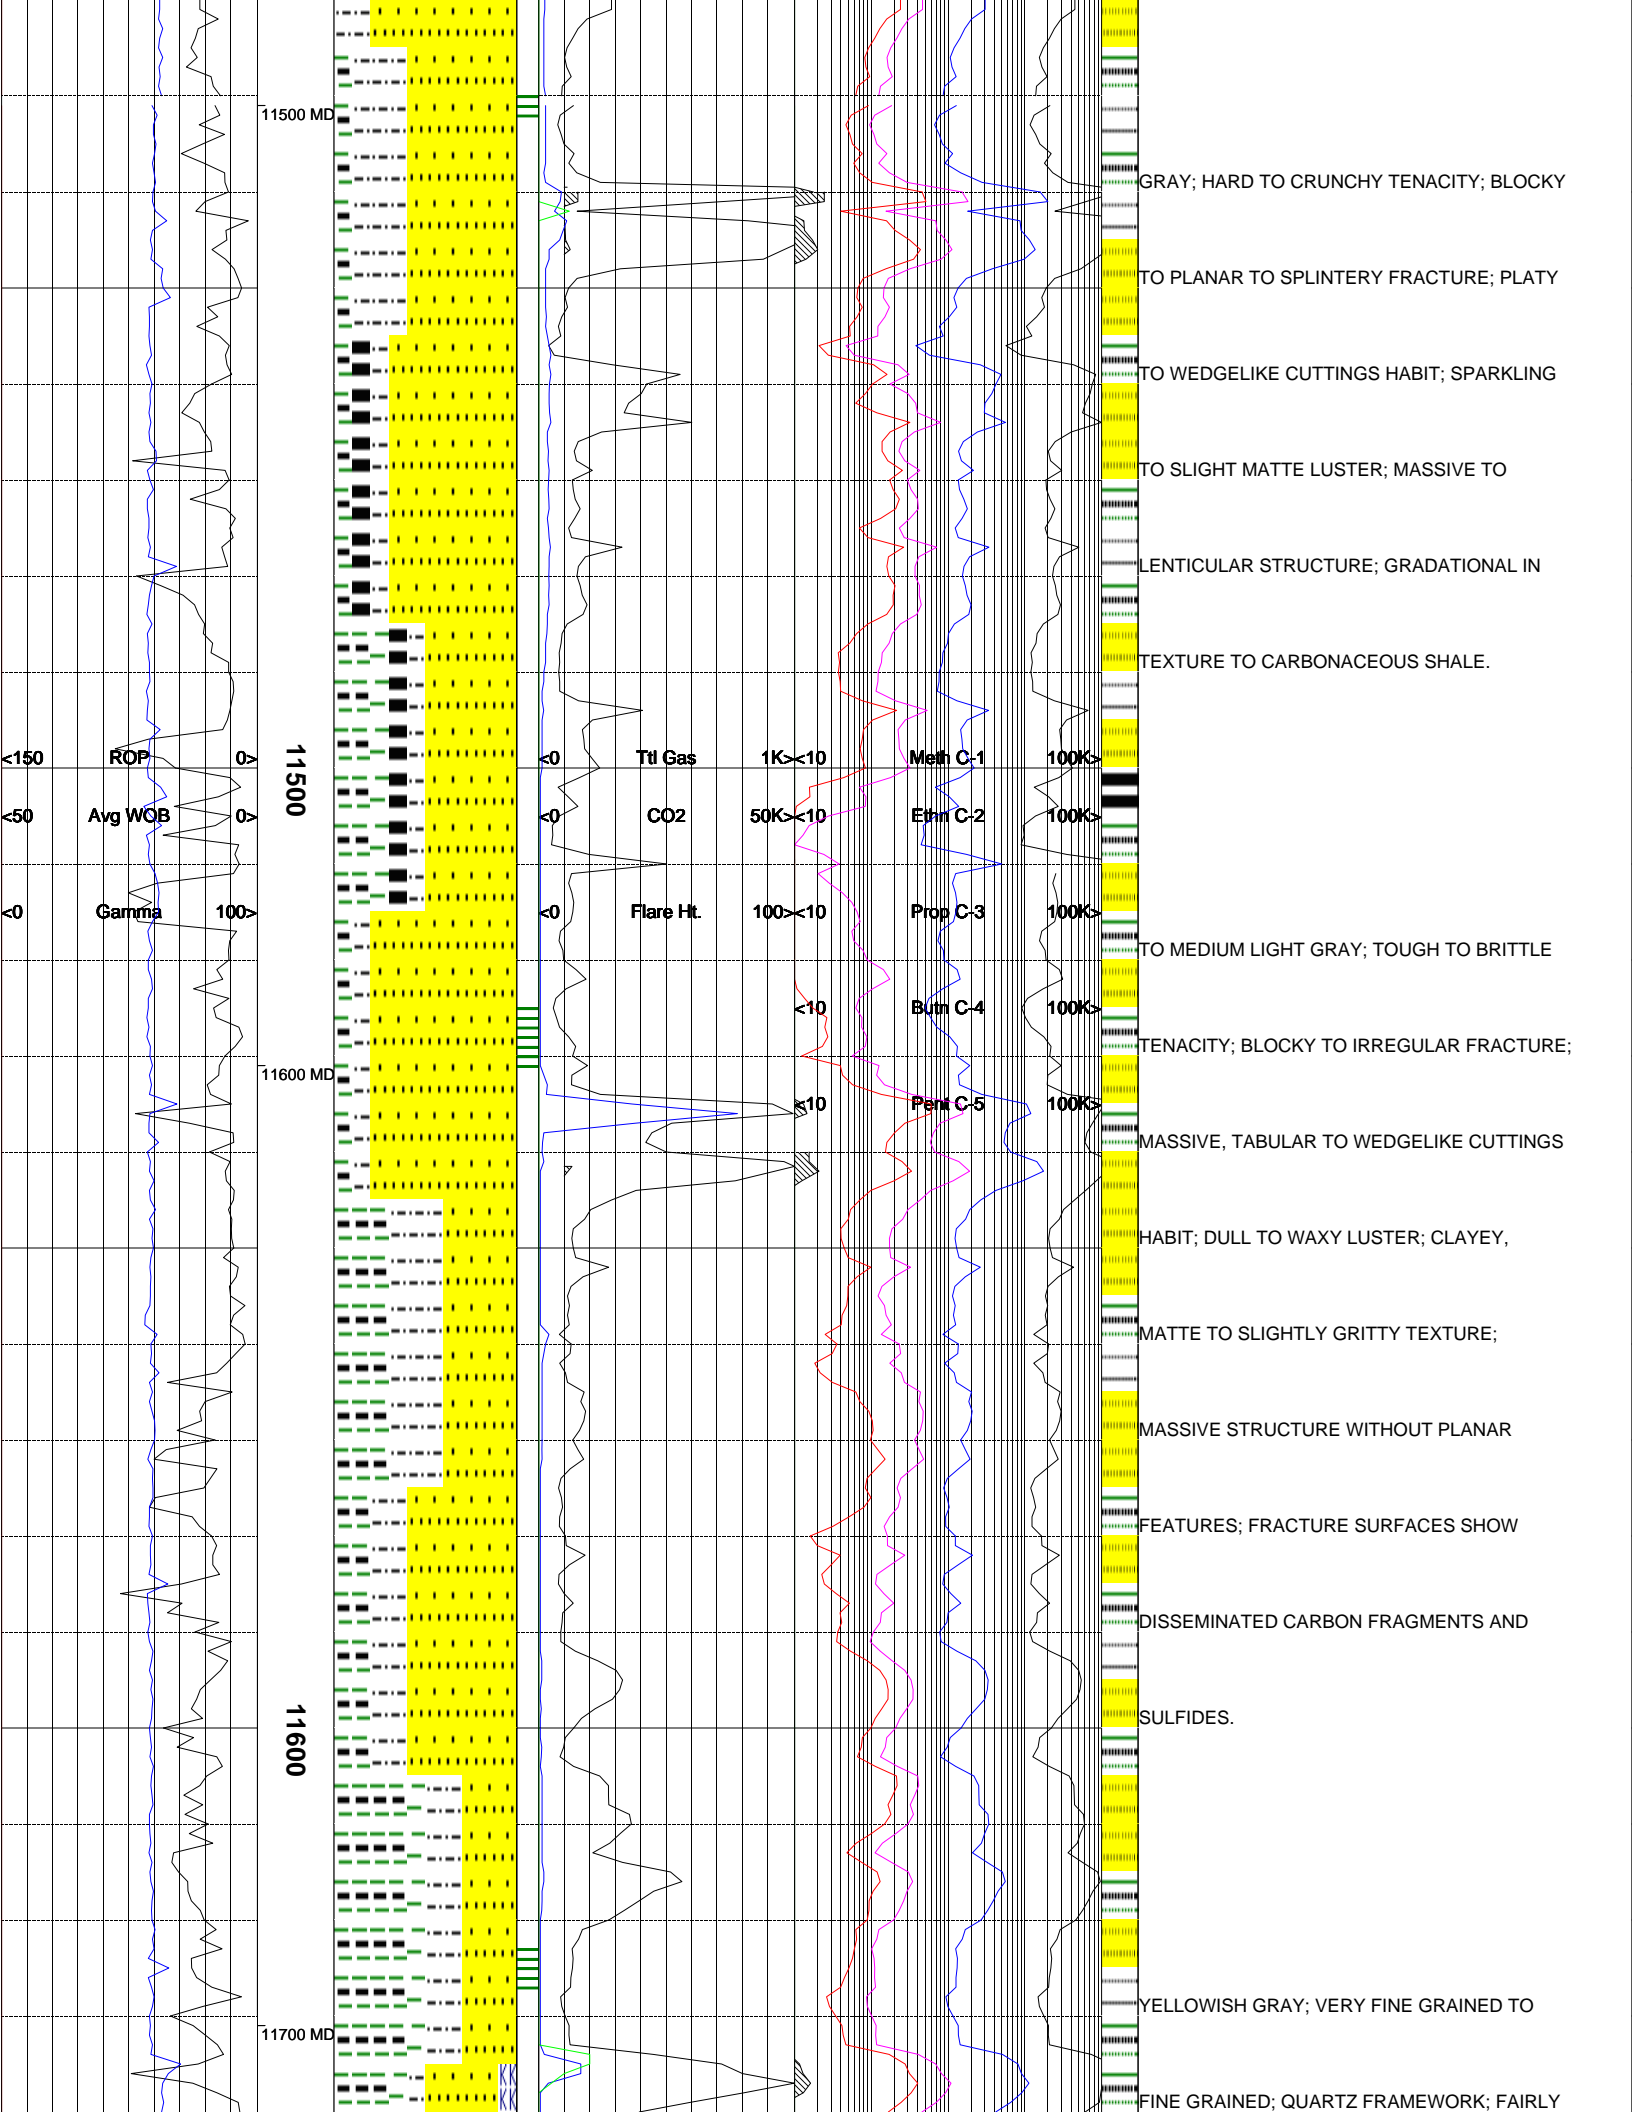 11500 MD
GRAY; HARD TO CRUNCHY TENACITY; BLOCKY
TO PLANAR TO SPLINTERY FRACTURE; PLATY
TO WEDGELIKE CUTTINGS HABIT; SPARKLING
TO SLIGHT MATTE LUSTER; MASSIVE TO
LENTICULAR STRUCTURE; GRADATIONAL IN
TEXTURE TO CARBONACEOUS SHALE.
<150 ROP 0> 11500 <0 Ttl Gas 1K> <10 Meth C-1 100K>
<50 Avg WOB 0> <0 CO2 50K> <10 Ethn C-2 100K>
<0 Gamma 100> <0 Flare Ht. 100> <10 Prop C-3 100K>
TO MEDIUM LIGHT GRAY; TOUGH TO BRITTLE
<10 Butn C-4 100K>
TENACITY; BLOCKY TO IRREGULAR FRACTURE;
11600 MD
<10 Pent C-5 100K>
MASSIVE, TABULAR TO WEDGELIKE CUTTINGS
HABIT; DULL TO WAXY LUSTER; CLAYEY,
MATTE TO SLIGHTLY GRITTY TEXTURE;
MASSIVE STRUCTURE WITHOUT PLANAR
FEATURES; FRACTURE SURFACES SHOW
DISSEMINATED CARBON FRAGMENTS AND
SULFIDES.
11600
YELLOWISH GRAY; VERY FINE GRAINED TO
11700 MD
FINE GRAINED; QUARTZ FRAMEWORK; FAIRLY